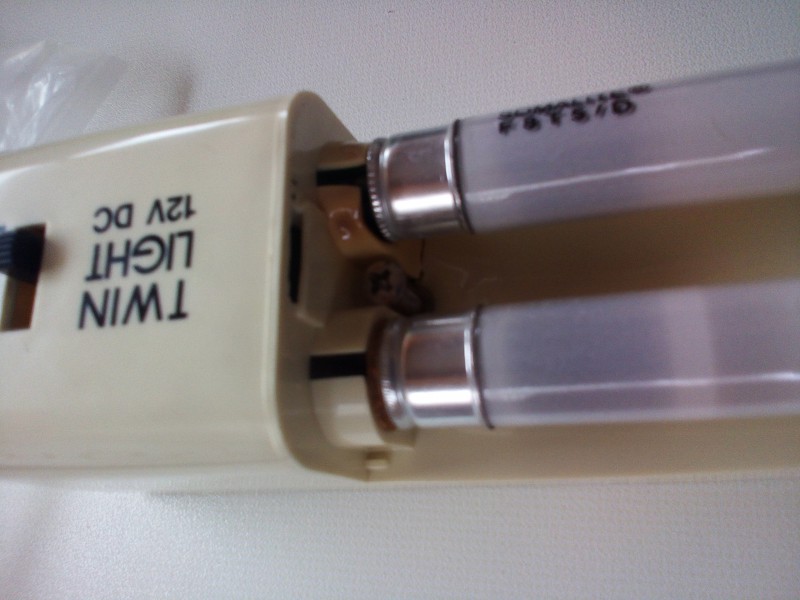 TWIN
LIGHT
12V DC
F8T5/D